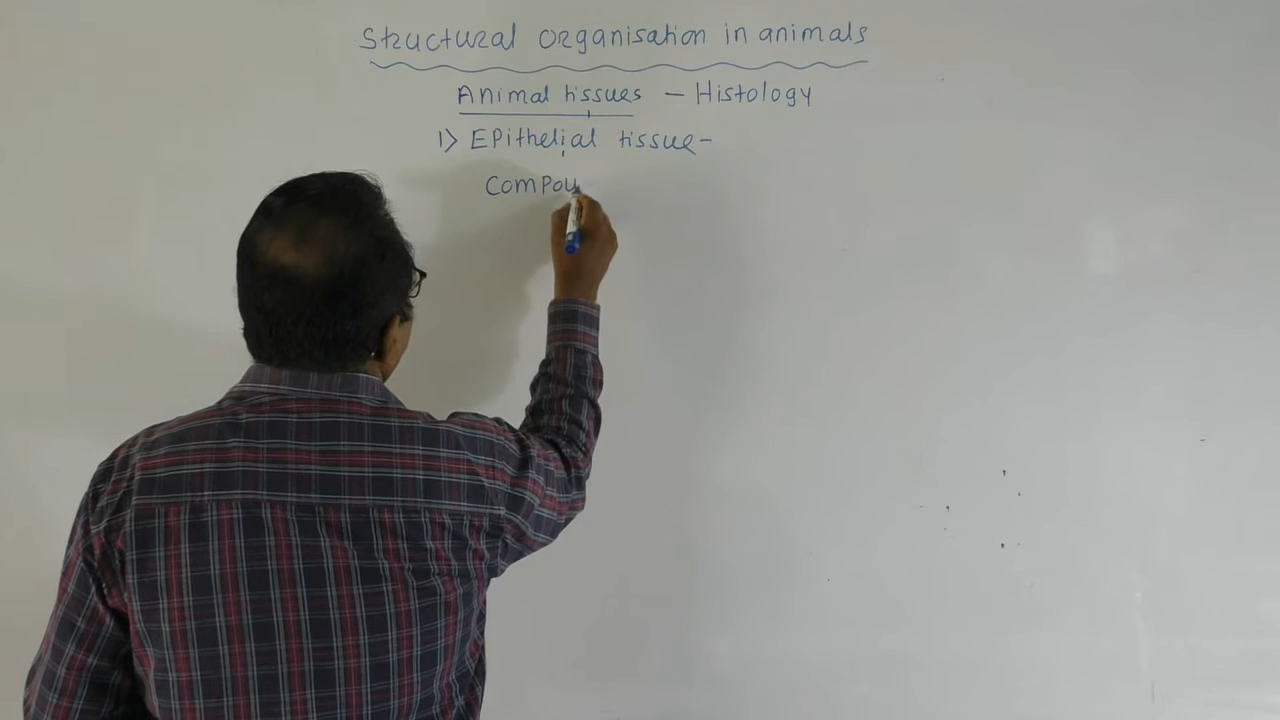 Structural organisation in animals
Animal tissues - Histology
1) Epithelial tissue-
Compou